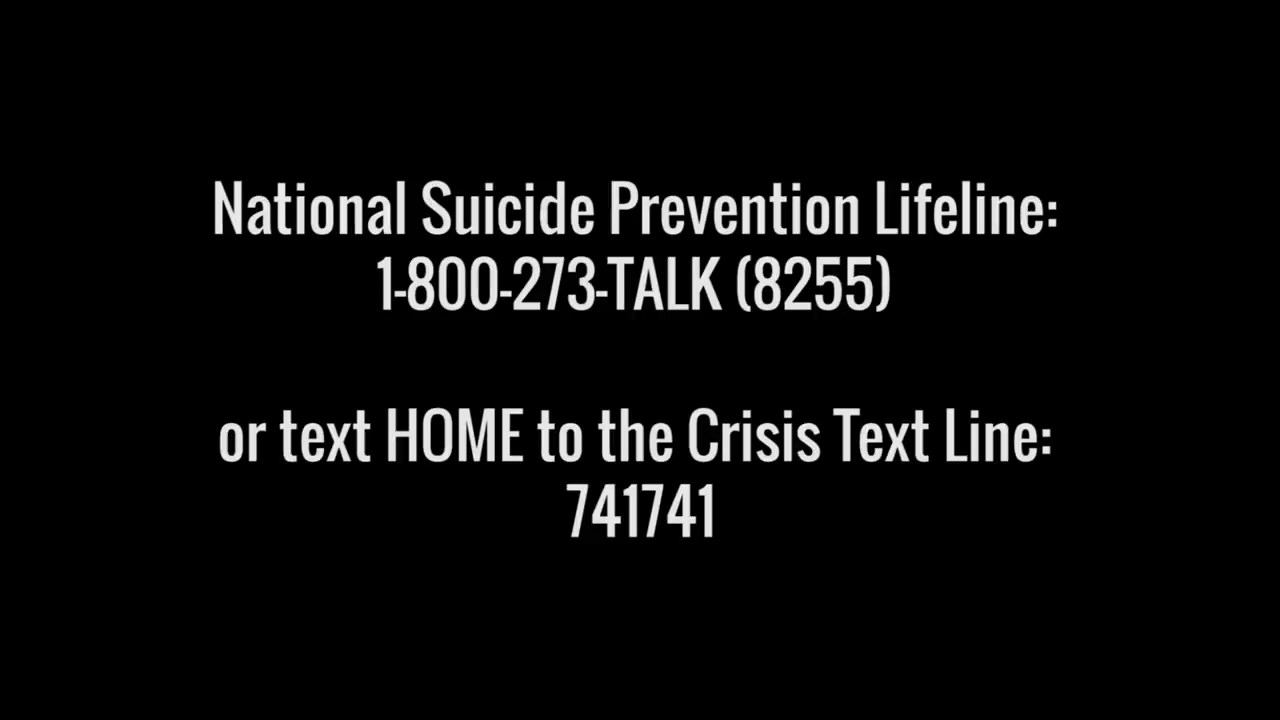 National Suicide Prevention Lifeline:
1-800-273-TALK (8255)
or text HOME to the Crisis Text Line:
741741